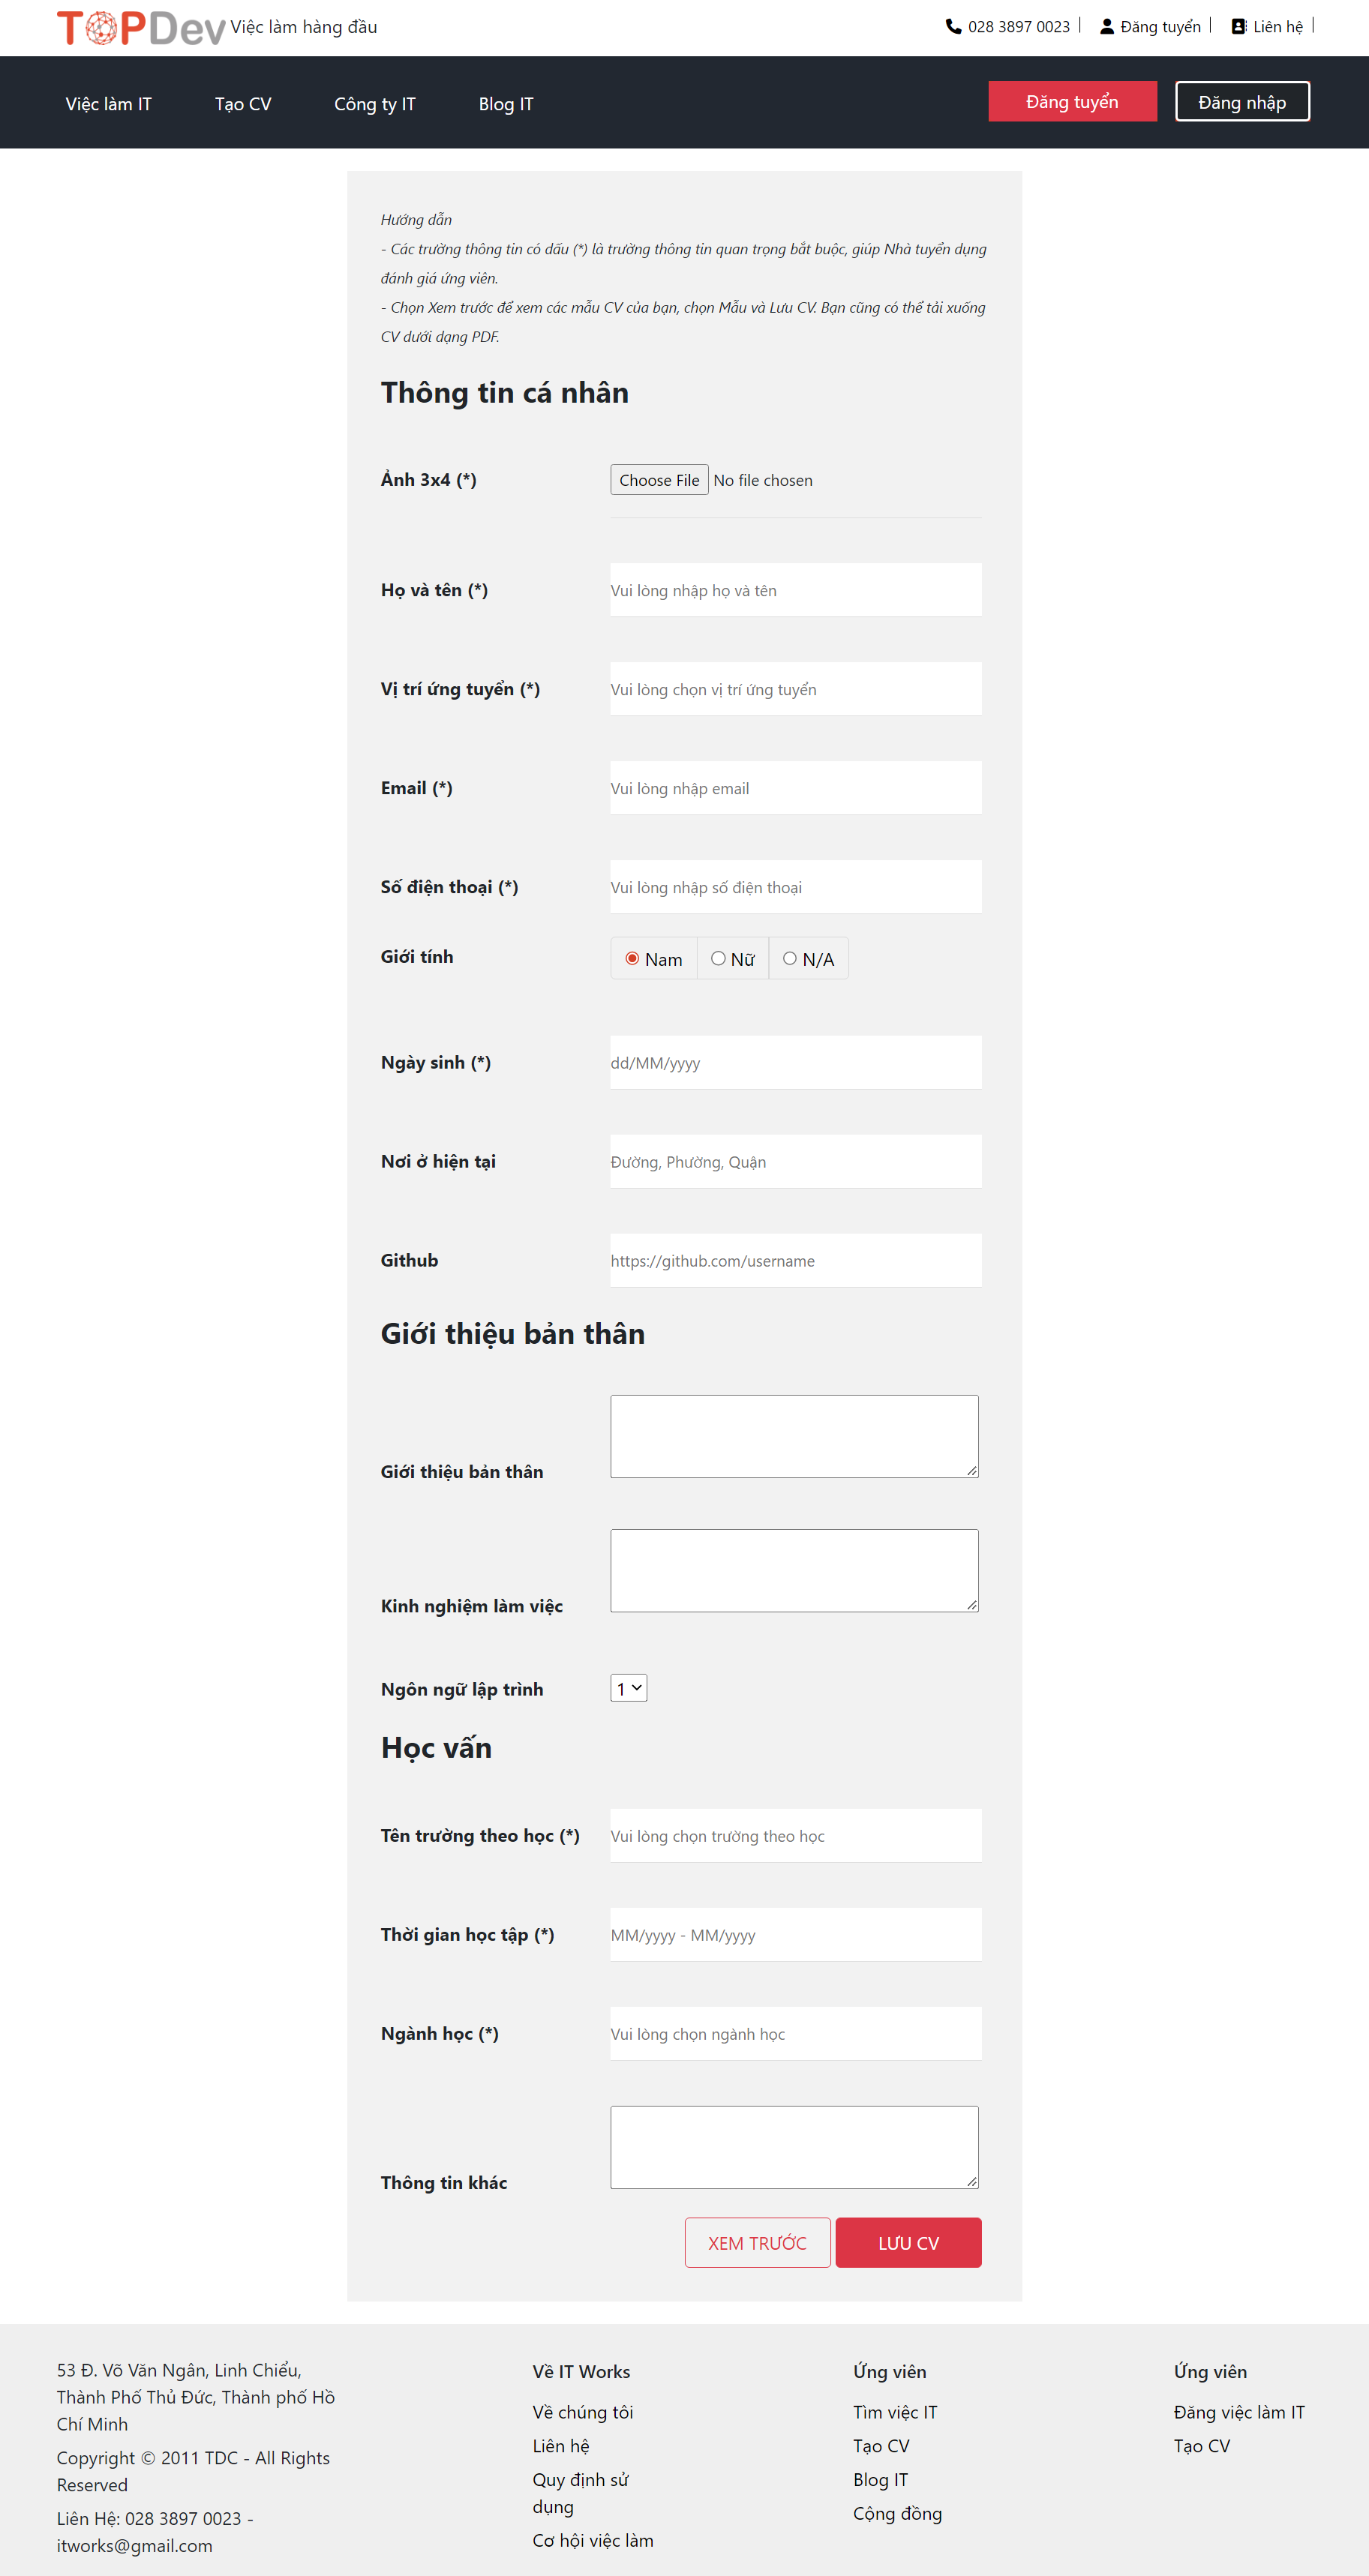 TOPDev Việc làm hàng đầu
028 3897 0023
Đăng tuyển
Liên hệ
Việc làm IT
Tạo CV
Công ty IT
Blog IT
Đăng tuyển
Đăng nhập
Hướng dẫn
- Các trường thông tin có dấu (*) là trường thông tin quan trọng bắt buộc, giúp Nhà tuyển dụng
đánh giá ứng viên.
- Chọn Xem trước để xem các mẫu CV của bạn, chọn Mẫu và Lưu CV. Bạn cũng có thể tải xuống
CV dưới dạng PDF.
Thông tin cá nhân
Ảnh 3x4 (*)
Choose File No file chosen
Họ và tên (*)
Vui lòng nhập họ và tên
Vị trí ứng tuyển (*)
Vui lòng chọn vị trí ứng tuyển
Email (*)
Vui lòng nhập email
Số điện thoại (*)
Vui lòng nhập số điện thoại
Giới tính
Nam
Nữ
N/A
Ngày sinh (*)
dd/MM/yyyy
Nơi ở hiện tại
Đường, Phường, Quận
Github
https://github.com/username
Giới thiệu bản thân
Giới thiệu bản thân
Kinh nghiệm làm việc
Ngôn ngữ lập trình
1
Học vấn
Tên trường theo học (*)
Vui lòng chọn trường theo học
Thời gian học tập (*)
MM/yyyy - MM/yyyy
Ngành học (*)
Vui lòng chọn ngành học
Thông tin khác
XEM TRƯỚC
LƯU CV
53 Đ. Võ Văn Ngân, Linh Chiểu,
Thành Phố Thủ Đức, Thành phố Hồ
Chí Minh
Copyright © 2011 TDC - All Rights
Reserved
Liên Hệ: 028 3897 0023 -
itworks@gmail.com
Về IT Works
Về chúng tôi
Liên hệ
Quy định sử
dụng
Cơ hội việc làm
Ứng viên
Tìm việc IT
Tạo CV
Blog IT
Cộng đồng
Ứng viên
Đăng việc làm IT
Tạo CV